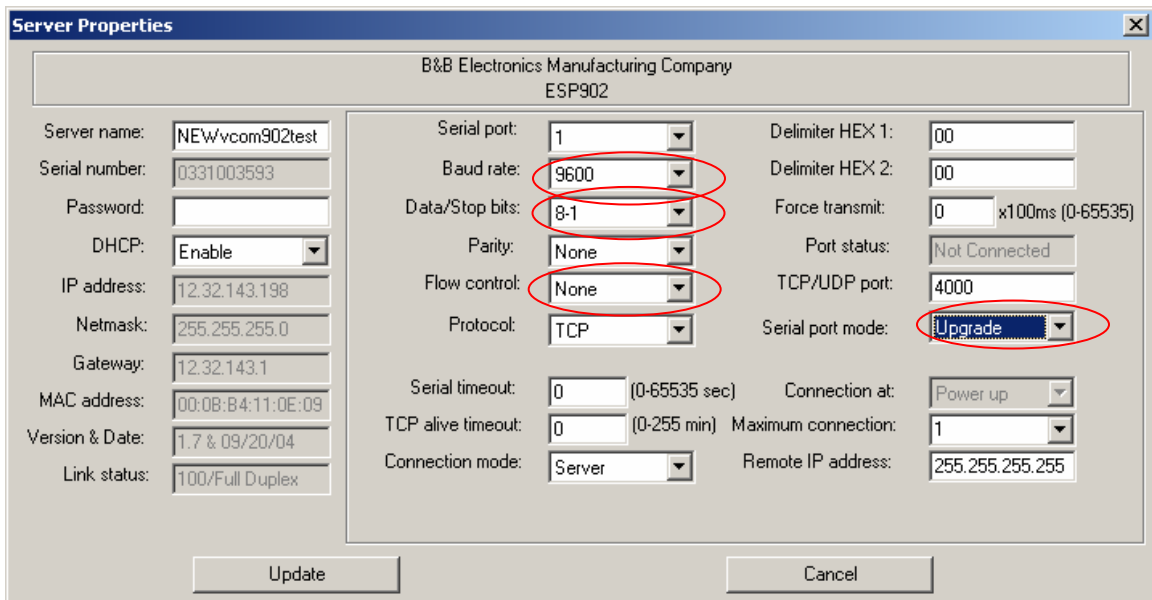 Server Properties
B&B Electronics Manufacturing Company
ESP902
Server name: NEWvcom902test
Serial number: 0331003593
Password:
DHCP: Enable
IP address: 12.32.143.198
Netmask: 255.255.255.0
Gateway: 12.32.143.1
MAC address: 00:0B:B4:11:0E:09
Version & Date: 1.7 & 09/20/04
Link status: 100/Full Duplex
Serial port: 1
Baud rate: 9600
Data/Stop bits: 8-1
Parity: None
Flow control: None
Protocol: TCP
Serial timeout: 0 (0-65535 sec)
TCP alive timeout: 0 (0-255 min)
Connection mode: Server
Delimiter HEX 1: 00
Delimiter HEX 2: 00
Force transmit: 0 x100ms (0-65535)
Port status: Not Connected
TCP/UDP port: 4000
Serial port mode: Upgrade
Connection at: Power up
Maximum connection: 1
Remote IP address: 255.255.255.255
Update
Cancel